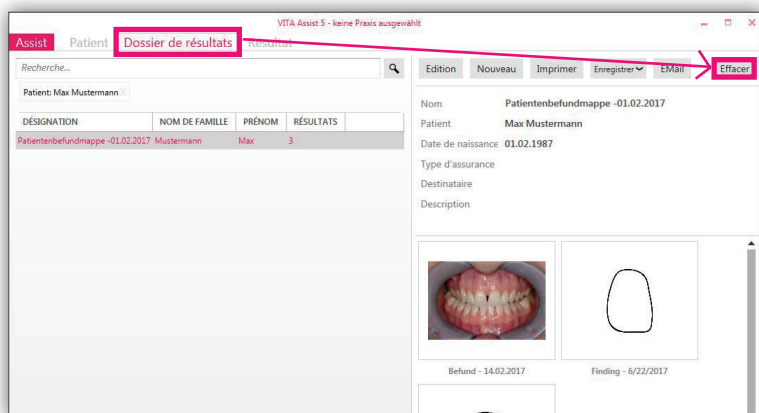 VITA Assist 5 - keine Praxis ausgewählt
Assist Patient Dossier de résultats Résultat
Recherche...
Edition Nouveau Imprimer Enregistrer EMail Effacer
Patient: Max Mustermann
DÉSIGNATION NOM DE FAMILLE PRÉNOM RÉSULTATS
Patientenbefundmappe -01.02.2017 Mustermann Max 3
Nom Patientenbefundmappe -01.02.2017
Patient Max Mustermann
Date de naissance 01.02.1987
Type d'assurance
Destinataire
Description
Befund - 14.02.2017 Finding - 6/22/2017